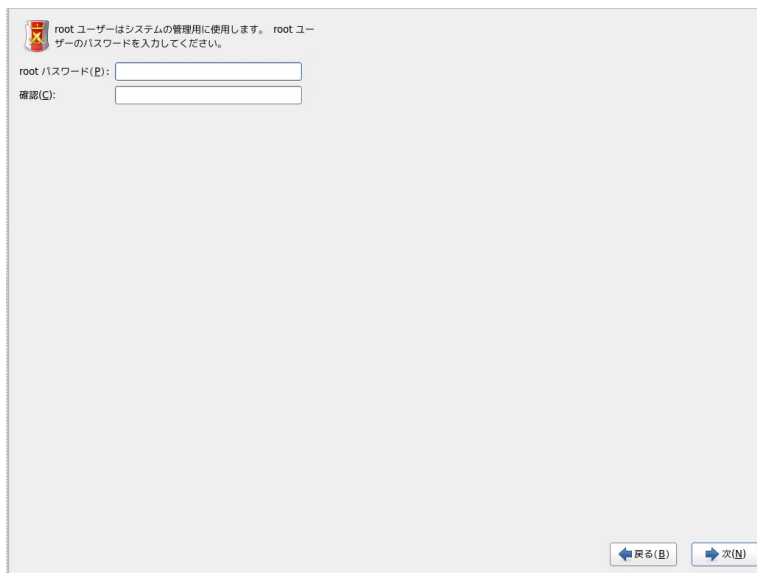 root ユーザーはシステムの管理用に使用します。 root ユー
ザーのパスワードを入力してください。
root パスワード(P):
確認(C):
戻る(B)
次(N)